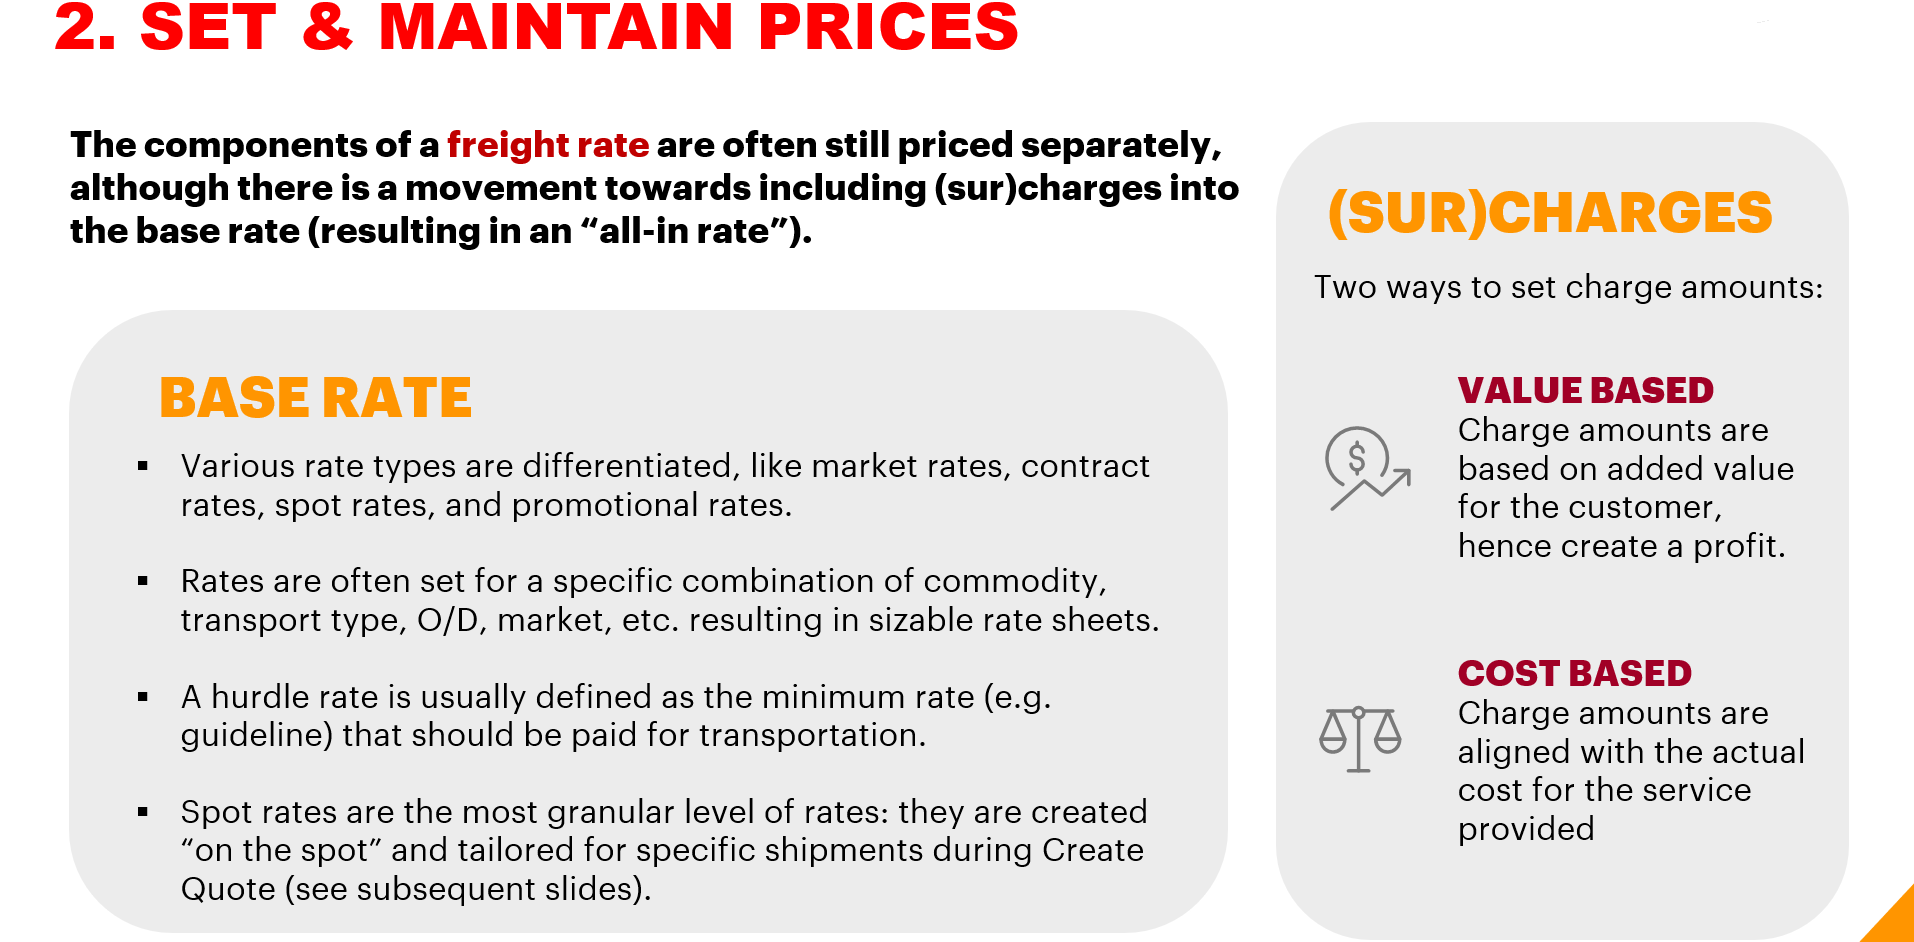 2. SET & MAINTAIN PRICES
The components of a freight rate are often still priced separately,
although there is a movement towards including (sur)charges into
the base rate (resulting in an “all-in rate”).
BASE RATE
▪ Various rate types are differentiated, like market rates, contract
rates, spot rates, and promotional rates.
▪ Rates are often set for a specific combination of commodity,
transport type, O/D, market, etc. resulting in sizable rate sheets.
▪ A hurdle rate is usually defined as the minimum rate (e.g.
guideline) that should be paid for transportation.
▪ Spot rates are the most granular level of rates: they are created
“on the spot” and tailored for specific shipments during Create
Quote (see subsequent slides).
(SUR)CHARGES
Two ways to set charge amounts:
$
VALUE BASED
Charge amounts are
based on added value
for the customer,
hence create a profit.
COST BASED
Charge amounts are
aligned with the actual
cost for the service
provided